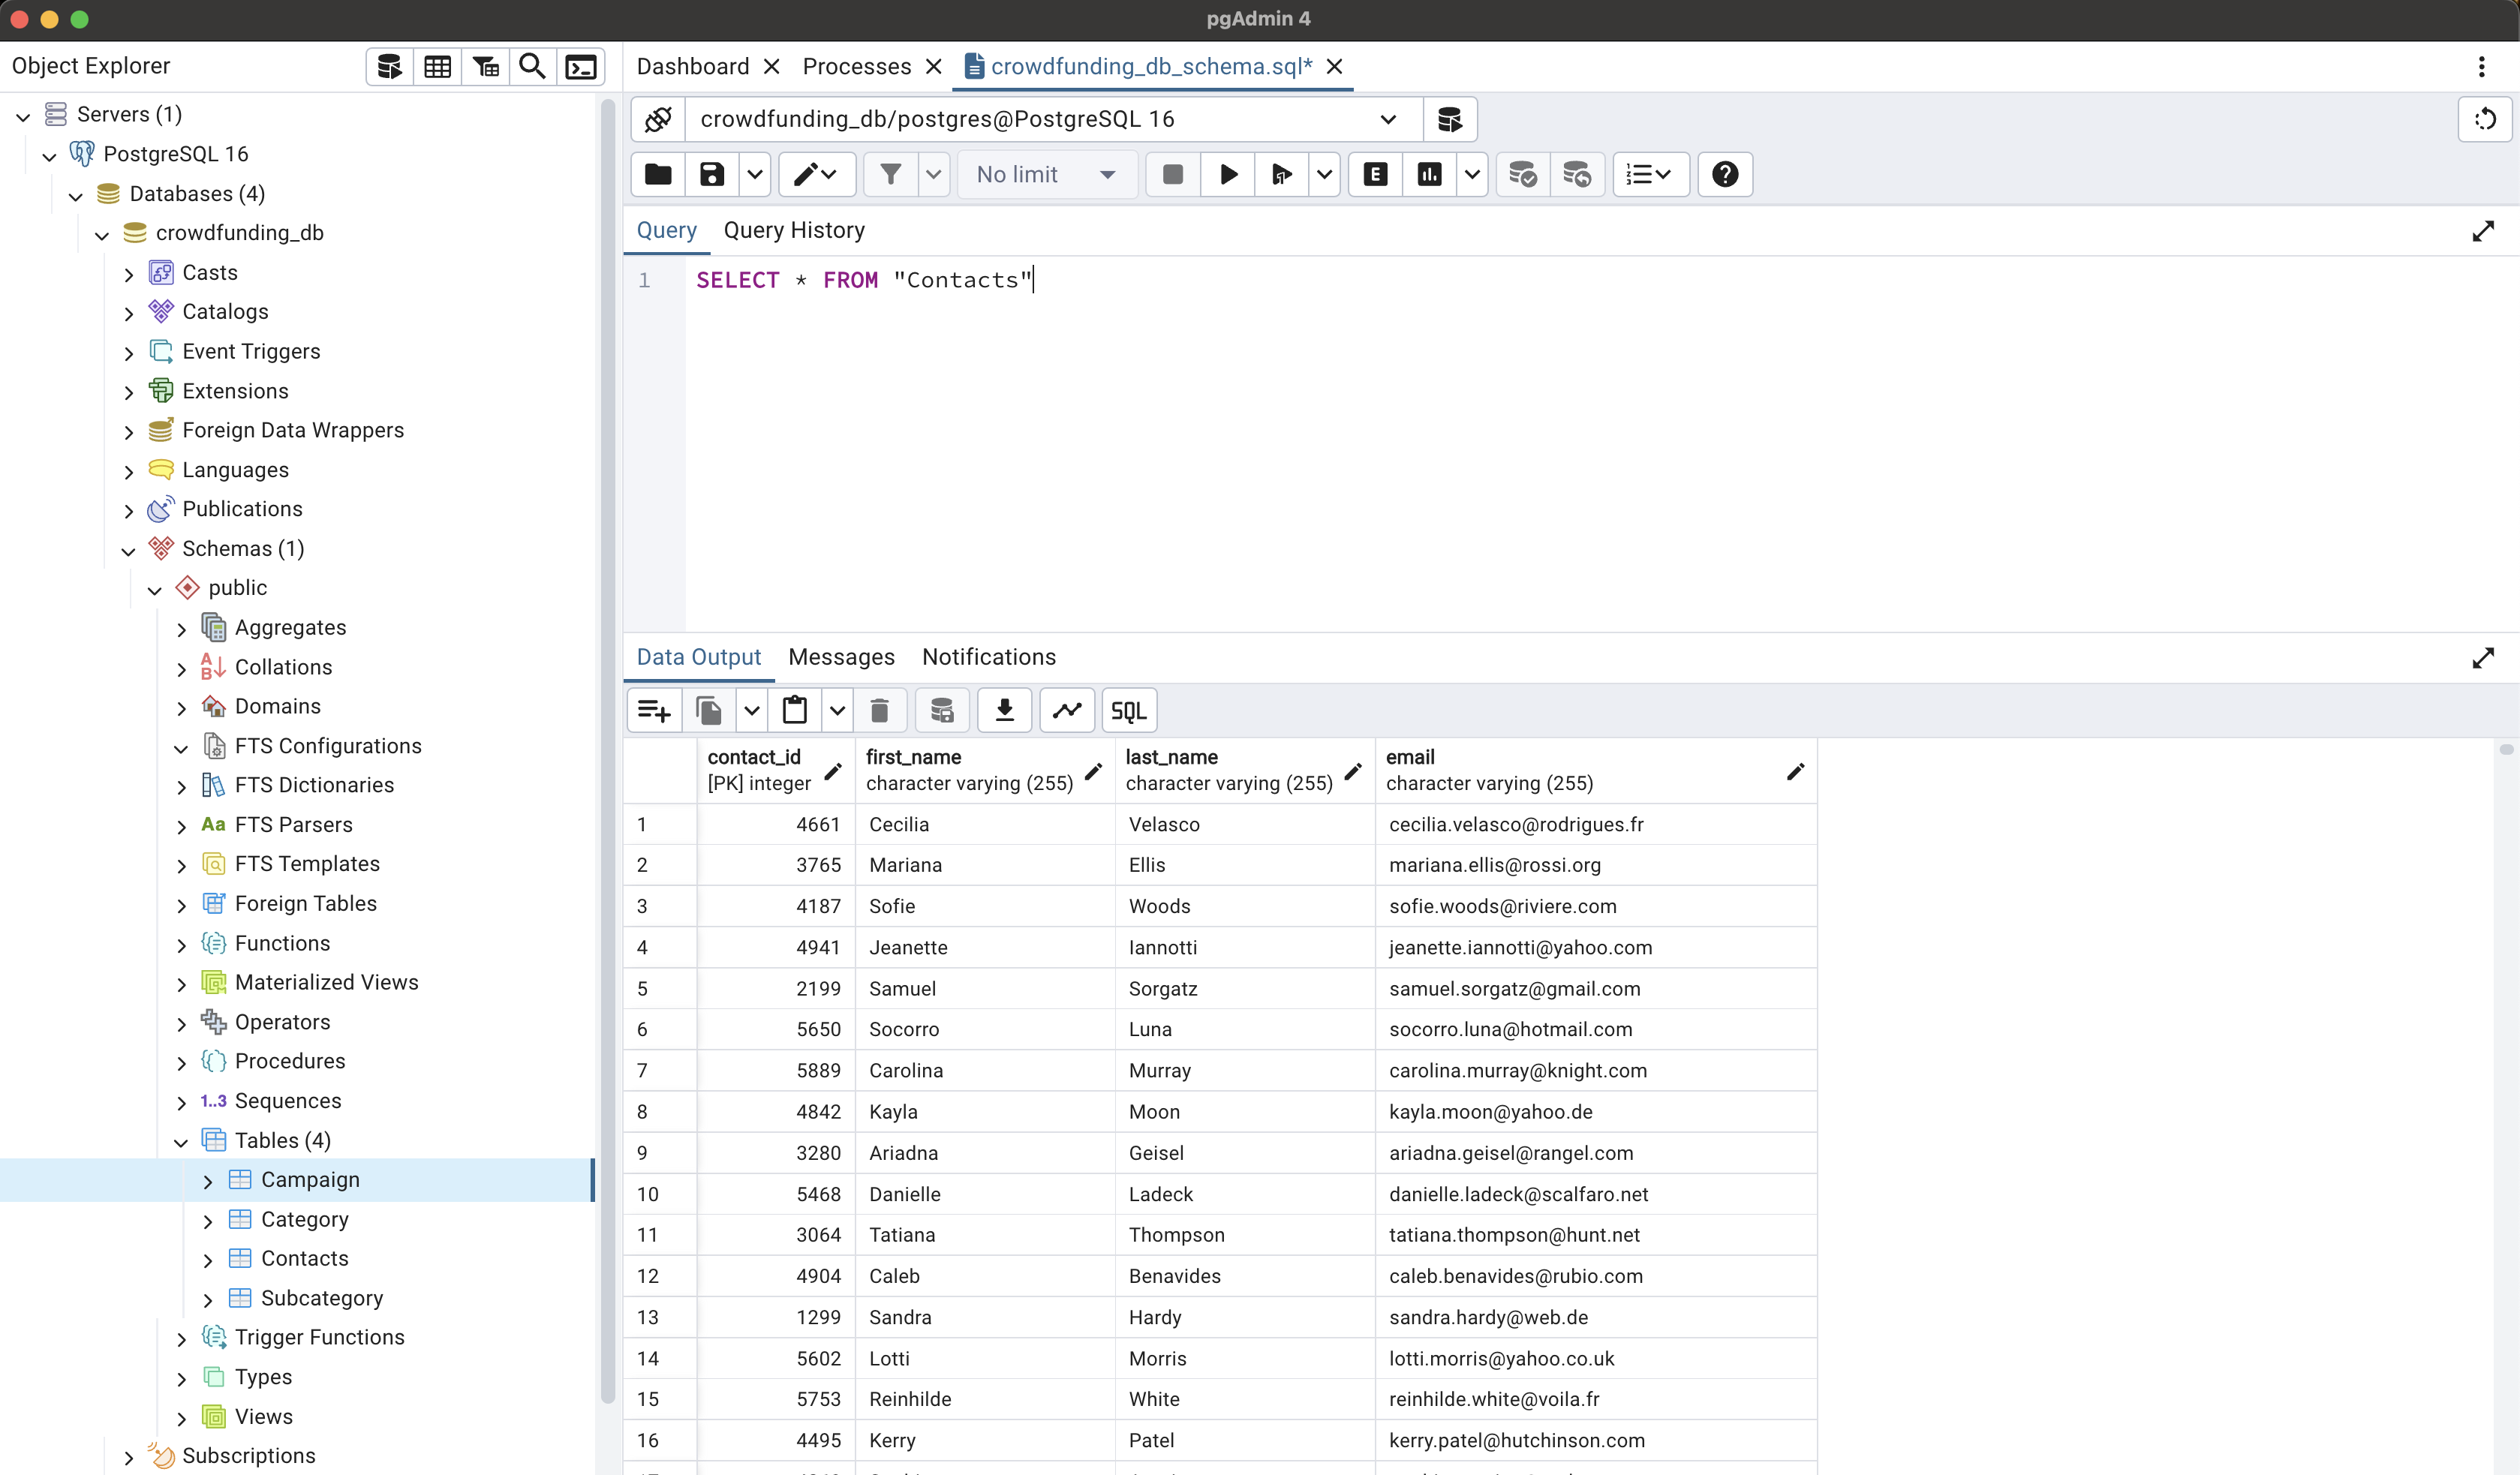 pgAdmin 4
Object Explorer
Servers (1)
PostgreSQL 16
Databases (4)
crowdfunding_db
Casts
Catalogs
Event Triggers
Extensions
Foreign Data Wrappers
Languages
Publications
Schemas (1)
public
Aggregates
Collations
Domains
FTS Configurations
FTS Dictionaries
Aa FTS Parsers
FTS Templates
Foreign Tables
Functions
Materialized Views
Operators
Procedures
1..3 Sequences
Tables (4)
Campaign
Category
Contacts
Subcategory
Trigger Functions
Types
Views
Subscriptions
Dashboard Processes crowdfunding_db_schema.sql*
crowdfunding_db/postgres@PostgreSQL 16
No limit E
Query Query History
1 SELECT * FROM "Contacts"
Data Output Messages Notifications
SQL
contact_id first_name last_name email
[PK] integer character varying (255) character varying (255) character varying (255)
1 4661 Cecilia Velasco cecilia.velasco@rodrigues.fr
2 3765 Mariana Ellis mariana.ellis@rossi.org
3 4187 Sofie Woods sofie.woods@riviere.com
4 4941 Jeanette Iannotti jeanette.iannotti@yahoo.com
5 2199 Samuel Sorgatz samuel.sorgatz@gmail.com
6 5650 Socorro Luna socorro.luna@hotmail.com
7 5889 Carolina Murray carolina.murray@knight.com
8 4842 Kayla Moon kayla.moon@yahoo.de
9 3280 Ariadna Geisel ariadna.geisel@rangel.com
10 5468 Danielle Ladeck danielle.ladeck@scalfaro.net
11 3064 Tatiana Thompson tatiana.thompson@hunt.net
12 4904 Caleb Benavides caleb.benavides@rubio.com
13 1299 Sandra Hardy sandra.hardy@web.de
14 5602 Lotti Morris lotti.morris@yahoo.co.uk
15 5753 Reinhilde White reinhilde.white@voila.fr
16 4495 Kerry Patel kerry.patel@hutchinson.com